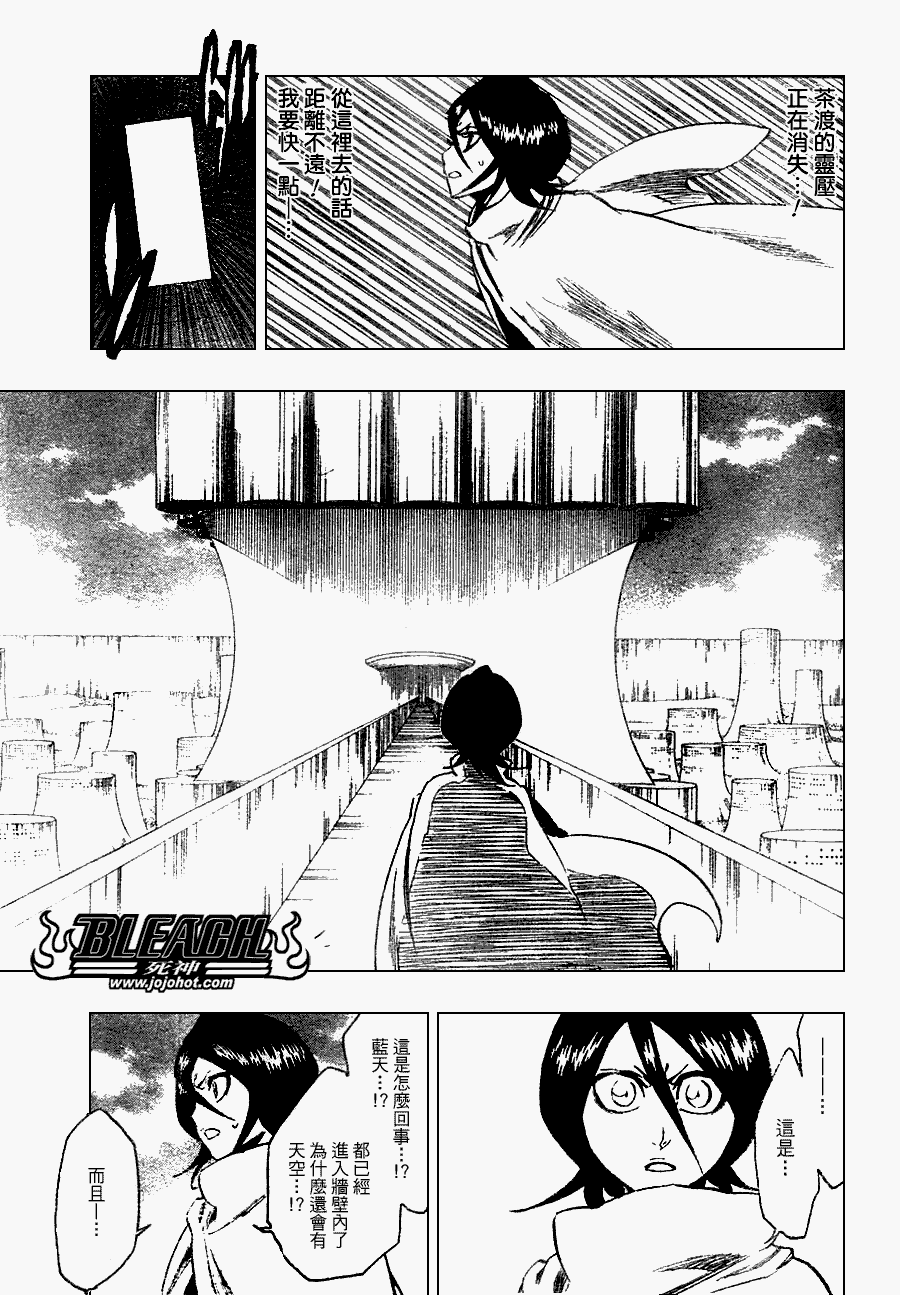 茶渡的靈壓
正在消失…！
從這裡去的話
距離不遠！
我要快一點—…
BLEACH
死神
www.jojohot.com
——…
這是…
這是怎麼回事…!?
藍天…!?
都已經
進入牆壁內了
為什麼還會有
天空…!?
而且—…